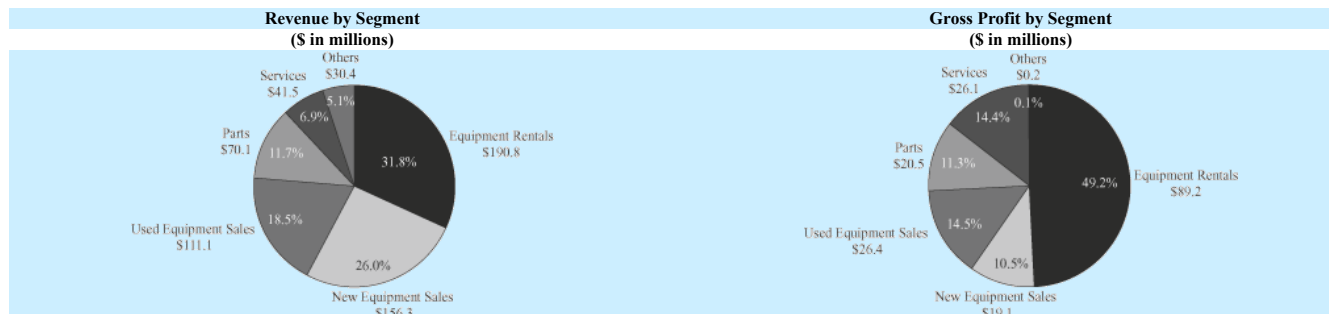 Revenue by Segment
($ in millions)
Others
$30.4
Services
$41.5
5.1%
6.9%
Parts
$70.1
11.7%
Equipment Rentals
$190.8
31.8%
18.5%
Used Equipment Sales
$111.1
26.0%
New Equipment Sales
$156.3
Gross Profit by Segment
($ in millions)
Others
$0.2
Services
$26.1
0.1%
14.4%
Parts
$20.5
11.3%
49.2%
Equipment Rentals
$89.2
14.5%
Used Equipment Sales
$26.4
10.5%
New Equipment Sales
$19.1